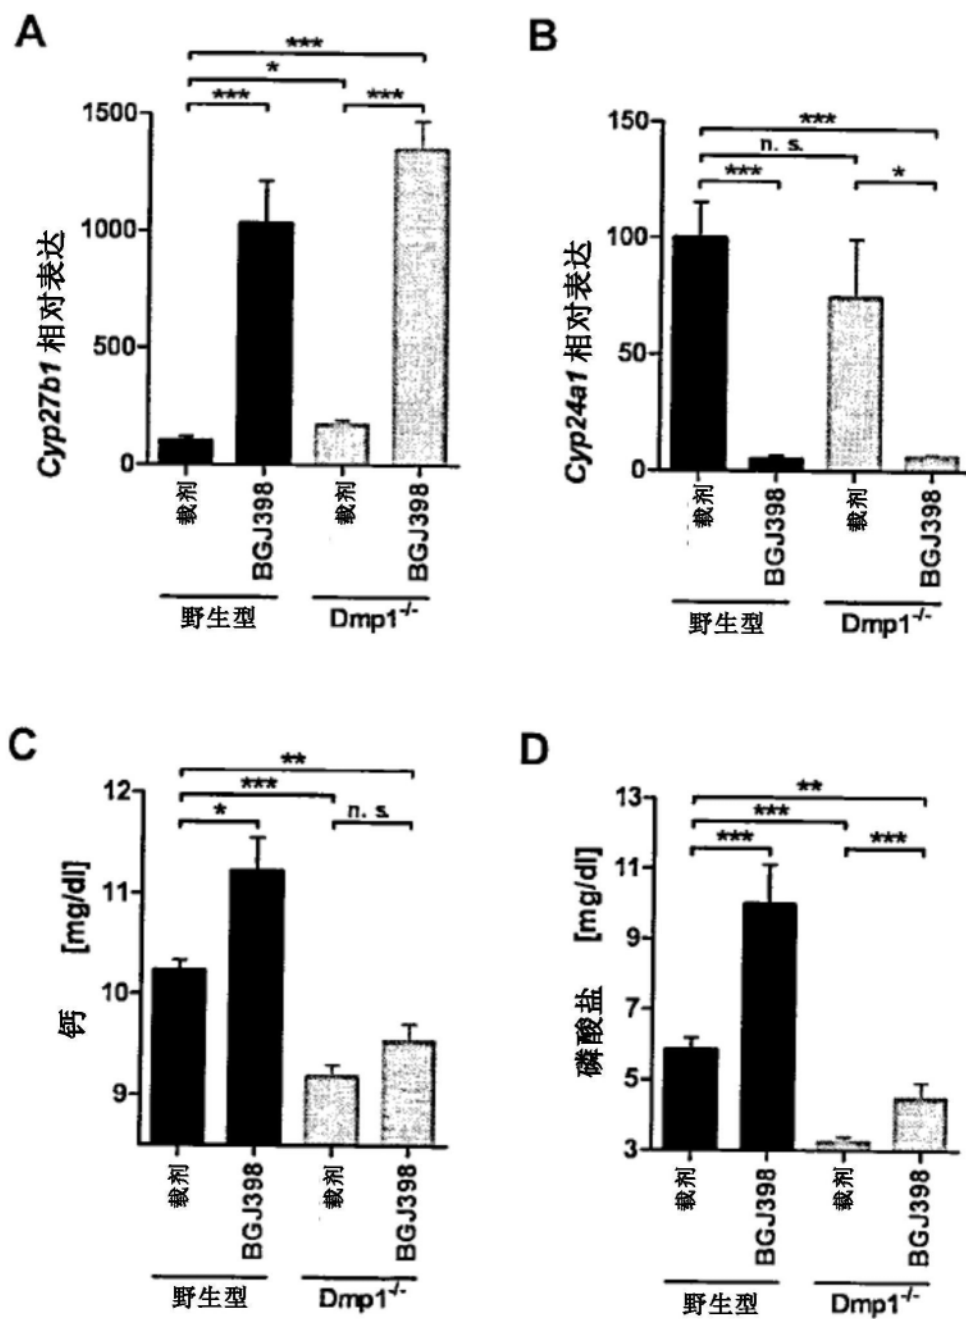 A
***
*
*** ***
1500
1000
500
0
Cyp27b1 相对表达
载剂
BGJ398
载剂
BGJ398
野生型
Dmp1-/-
B
***
n. s.
*** *
150
100
50
0
Cyp24a1 相对表达
载剂
BGJ398
载剂
BGJ398
野生型
Dmp1-/-
C
**
***
* n. s.
12
11
10
9
钙 [mg/dl]
载剂
BGJ398
载剂
BGJ398
野生型
Dmp1-/-
D
**
***
*** ***
13
11
9
7
5
3
磷酸盐 [mg/dl]
载剂
BGJ398
载剂
BGJ398
野生型
Dmp1-/-